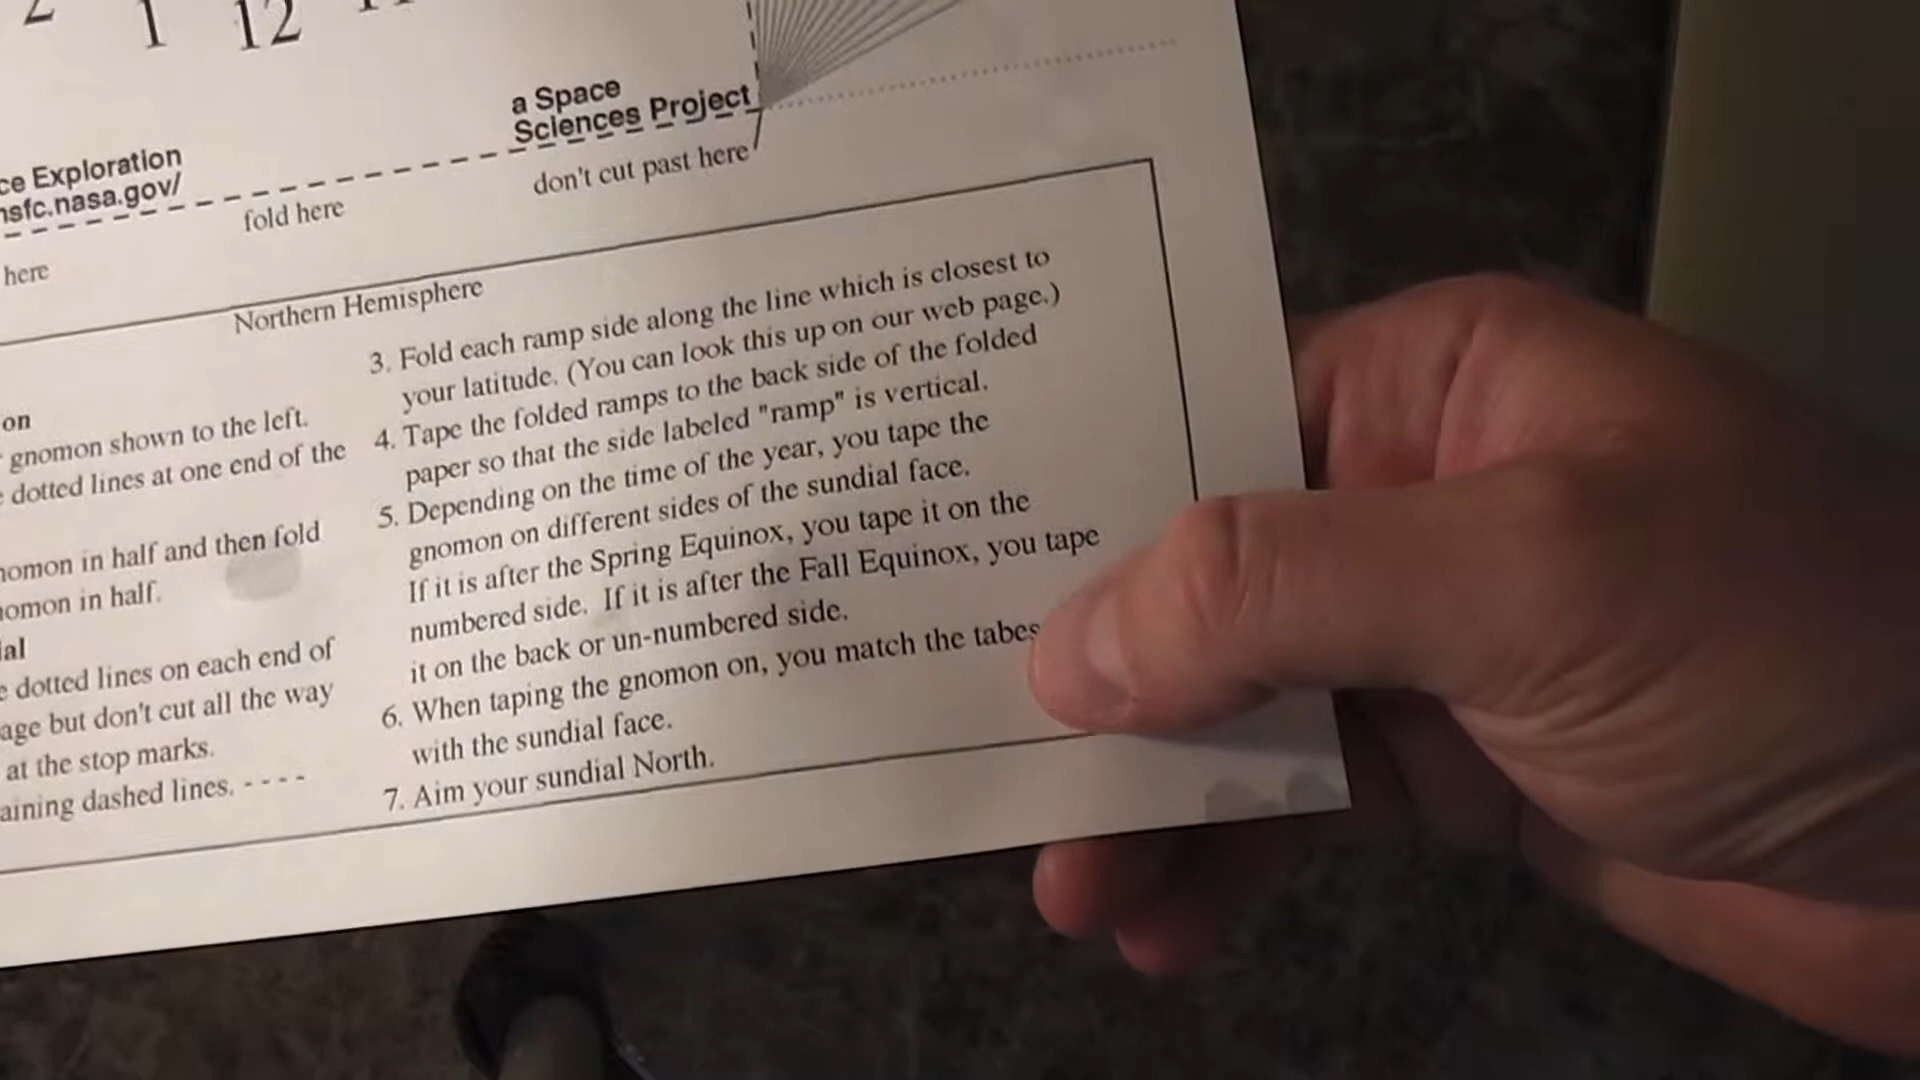 1 12
a Space
Sciences Project
don't cut past here
ce Exploration
nsfc.nasa.gov/
fold here
here
Northern Hemisphere
on
gnomon shown to the left.
dotted lines at one end of the
nomon in half and then fold
nomon in half.
ial
dotted lines on each end of
age but don't cut all the way
at the stop marks.
aining dashed lines. - - - -
3. Fold each ramp side along the line which is closest to
your latitude. (You can look this up on our web page.)
4. Tape the folded ramps to the back side of the folded
paper so that the side labeled "ramp" is vertical.
5. Depending on the time of the year, you tape the
gnomon on different sides of the sundial face.
If it is after the Spring Equinox, you tape it on the
numbered side. If it is after the Fall Equinox, you tape
it on the back or un-numbered side.
6. When taping the gnomon on, you match the tabes
with the sundial face.
7. Aim your sundial North.